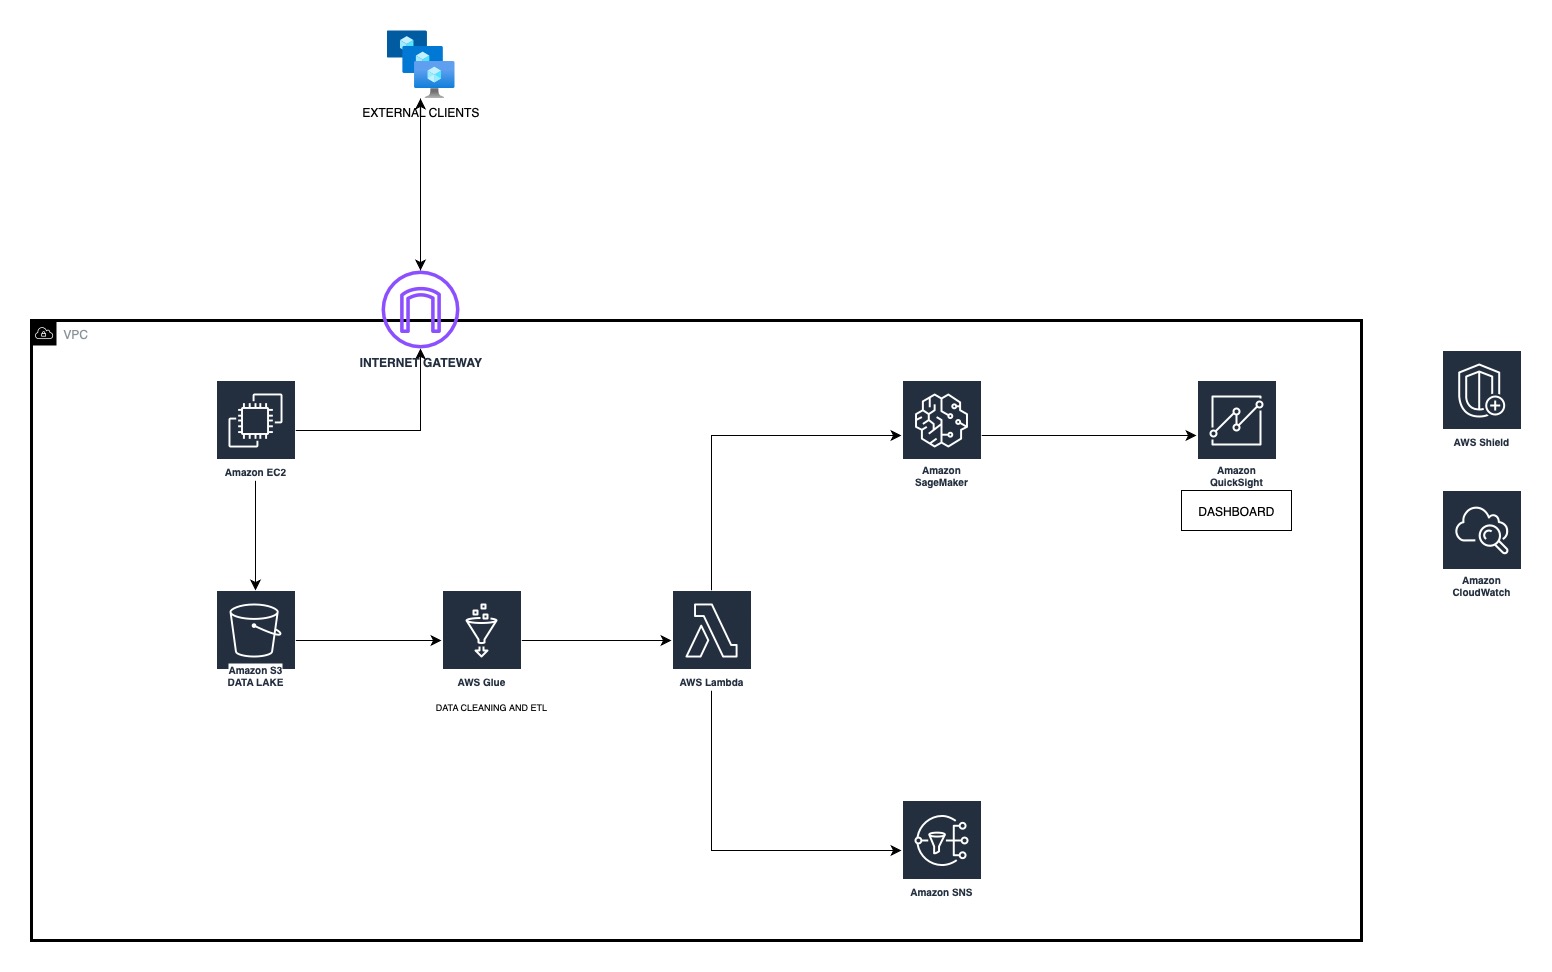 EXTERNAL CLIENTS
VPC
INTERNET GATEWAY
Amazon EC2
Amazon
SageMaker
Amazon
QuickSight
DASHBOARD
AWS Shield
Amazon
CloudWatch
Amazon S3
DATA LAKE
AWS Glue
DATA CLEANING AND ETL
AWS Lambda
Amazon SNS